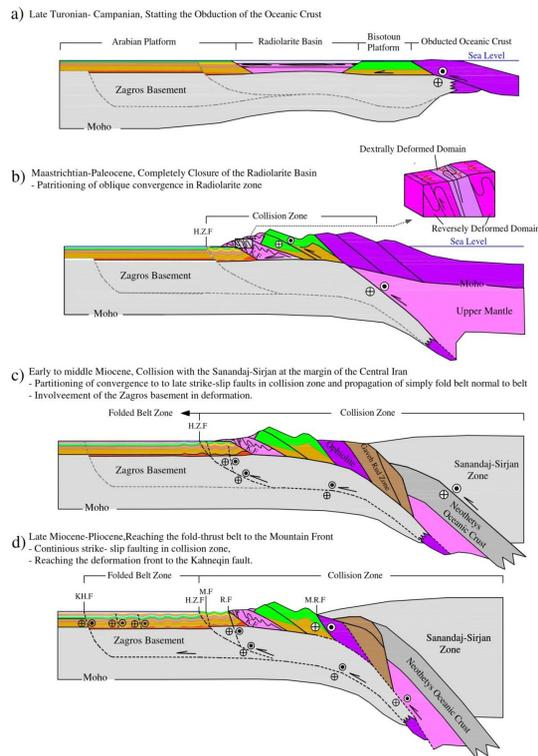 a) Late Turonian- Campanian, Statting the Obduction of the Oceanic Crust
Arabian Platform
Radiolarite Basin
Bisotoun
Platform
Obducted Oceanic Crust
Sea Level
Zagros Basement
Moho
Dextrally Deformed Domain
b) Maastrichtian-Paleocene, Completely Closure of the Radiolarite Basin
- Patritioning of oblique convergence in Radiolarite zone
Reversely Deformed Domain
Collision Zone
H.Z.F
Sea Level
Zagros Basement
Moho
Moho
Upper Mantle
c) Early to middle Miocene, Collision with the Sanandaj-Sirjan at the margin of the Central Iran
- Partitioning of convergence to to late strike-slip faults in collision zone and propagation of simply fold belt normal to belt
- Involveement of the Zagros basement in deformation.
Folded Belt Zone
Collision Zone
H.Z.F
Zagros Basement
Moho
Ophiolite
Gaveh Rud Zone
Sanandaj-Sirjan
Zone
Neothetys
Oceanic Crust
d) Late Miocene-Pliocene,Reaching the fold-thrust belt to the Mountain Front
- Continious strike- slip faulting in collision zone,
- Reaching the deformation front to the Kahneqin fault.
Folded Belt Zone
Collision Zone
KH.F
M.F
H.Z.F
R.F
M.R.F
Zagros Basement
Moho
Sanandaj-Sirjan
Zone
Neothetys Oceanic Crust